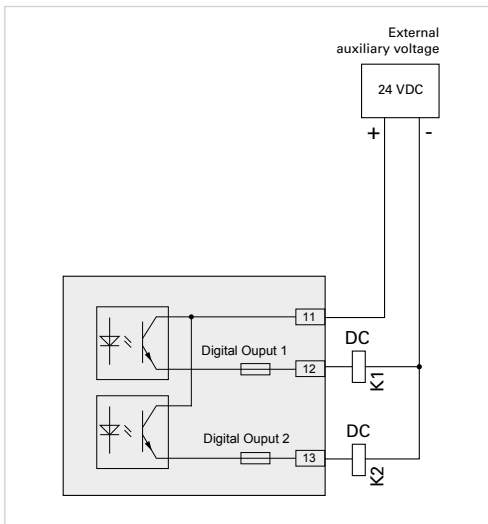 External
auxiliary voltage
24 VDC
+ -
11
DC
Digital Ouput 1
12
K1
DC
Digital Ouput 2
13
K2